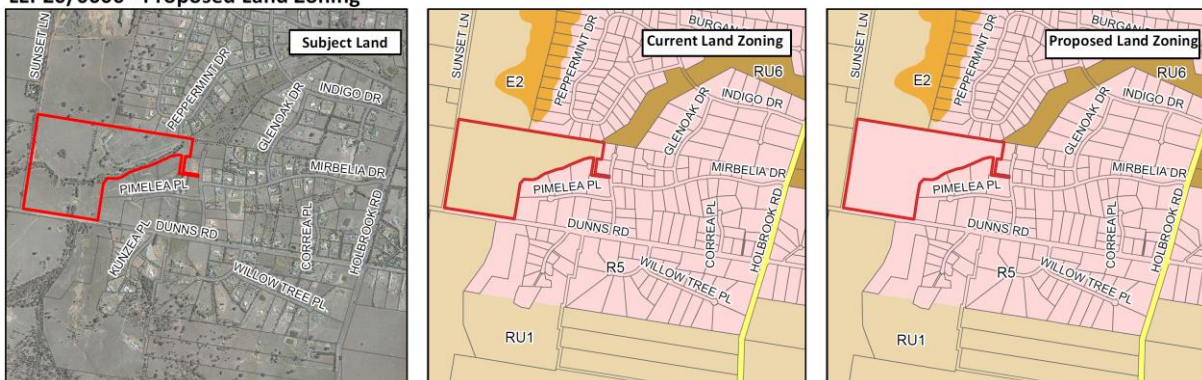 - Proposed Land Zoning
Subject Land
SUNSET LN
PEPPERMINT DR
INDIGO DR
GLENOAK DR
MIRBELIA DR
PIMELEA PL
KUNZEA PL
DUNNS RD
CORREA PL
HOLBROOK RD
WILLOW TREE PL
Current Land Zoning
SUNSET LN
E2
PEPPERMINT DR
RU6
INDIGO DR
GLENOAK DR
MIRBELIA DR
PIMELEA PL
DUNNS RD
CORREA PL
HOLBROOK RD
R5
WILLOW TREE PL
RU1
Proposed Land Zoning
SUNSET LN
E2
PEPPERMINT DR
RU6
INDIGO DR
GLENOAK DR
MIRBELIA DR
PIMELEA PL
DUNNS RD
CORREA PL
HOLBROOK RD
R5
WILLOW TREE PL
RU1